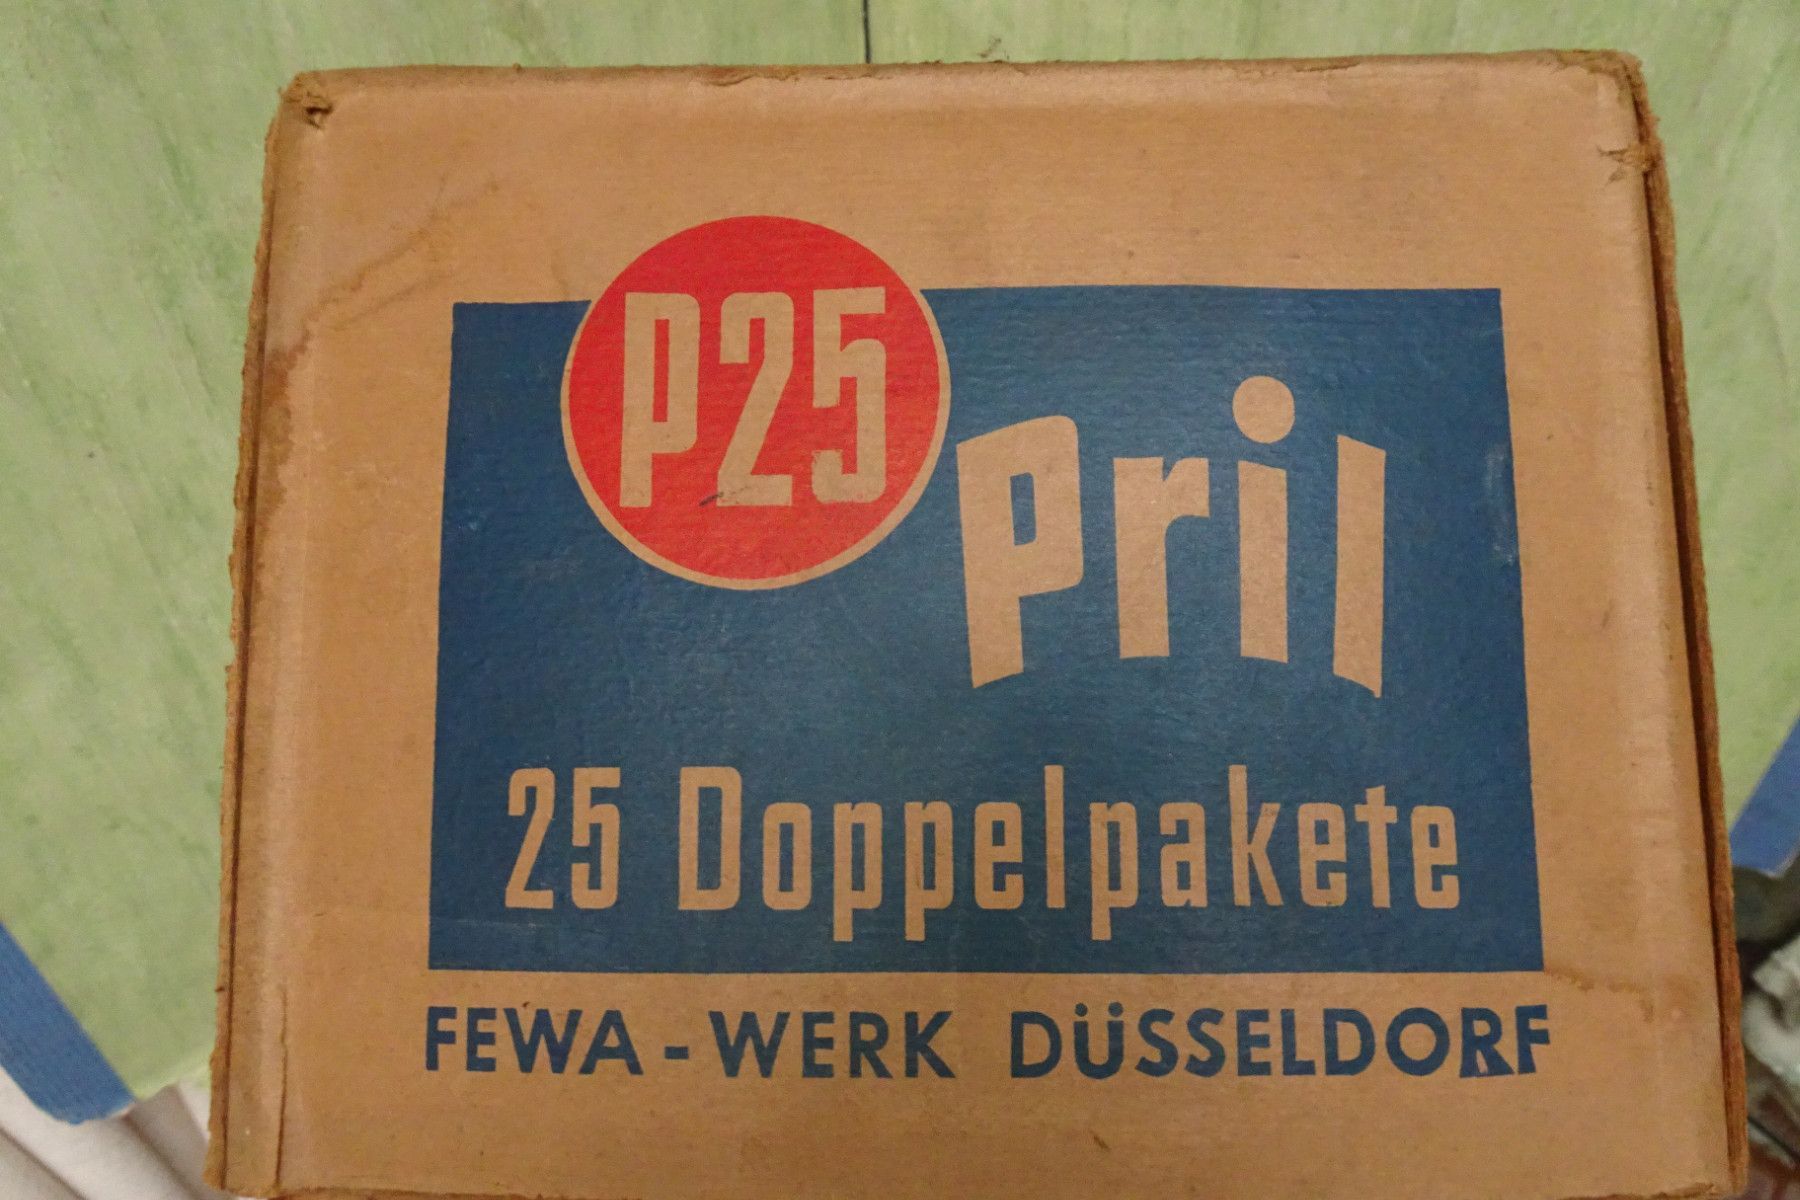 P25
Pril
25 Doppelpakete
FEWA-WERK DÜSSELDORF